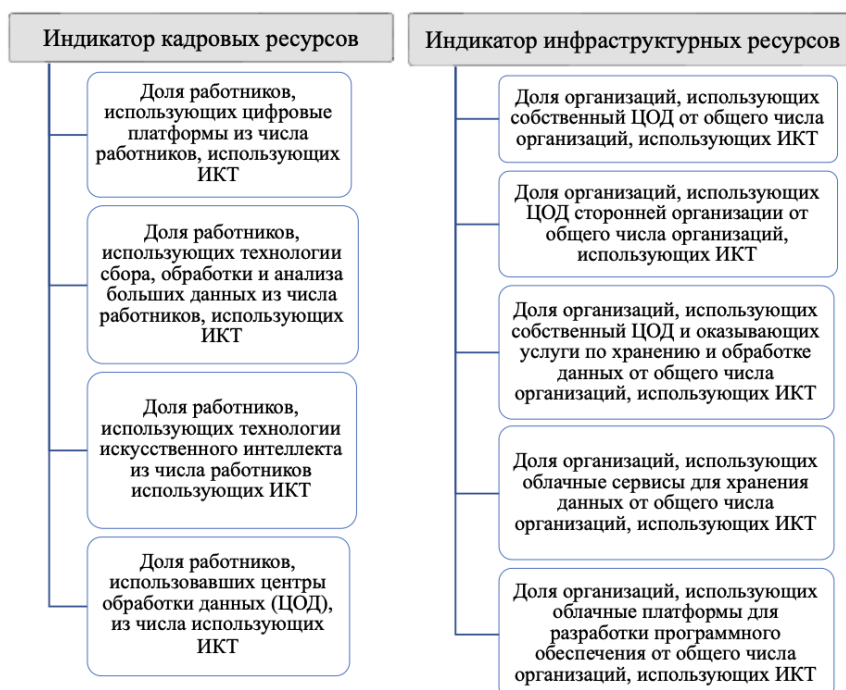 Индикатор кадровых ресурсов
Доля работников,
использующих цифровые
платформы из числа
работников, использующих
ИКТ
Доля работников,
использующих технологии
сбора, обработки и анализа
больших данных из числа
работников, использующих
ИКТ
Доля работников,
использующих технологии
искусственного интеллекта
из числа работников
использующих ИКТ
Доля работников,
использовавших центры
обработки данных (ЦОД),
из числа использующих
ИКТ
Индикатор инфраструктурных ресурсов
Доля организаций, использующих
собственный ЦОД от общего числа
организаций, использующих ИКТ
Доля организаций, использующих
ЦОД сторонней организации от
общего числа организаций,
использующих ИКТ
Доля организаций, использующих
собственный ЦОД и оказывающих
услуги по хранению и обработке
данных от общего числа
организаций, использующих ИКТ
Доля организаций, использующих
облачные сервисы для хранения
данных от общего числа
организаций, использующих ИКТ
Доля организаций, использующих
облачные платформы для
разработки программного
обеспечения от общего числа
организаций, использующих ИКТ